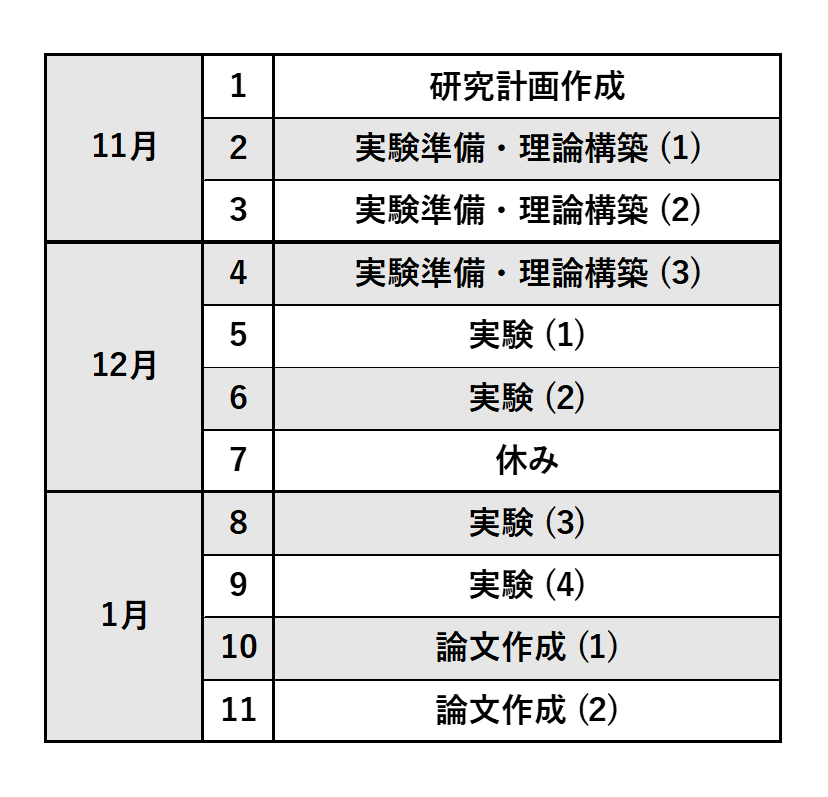 11月
1 研究計画作成
2 実験準備・理論構築 (1)
3 実験準備・理論構築 (2)
12月
4 実験準備・理論構築 (3)
5 実験 (1)
6 実験 (2)
7 休み
1月
8 実験 (3)
9 実験 (4)
10 論文作成 (1)
11 論文作成 (2)